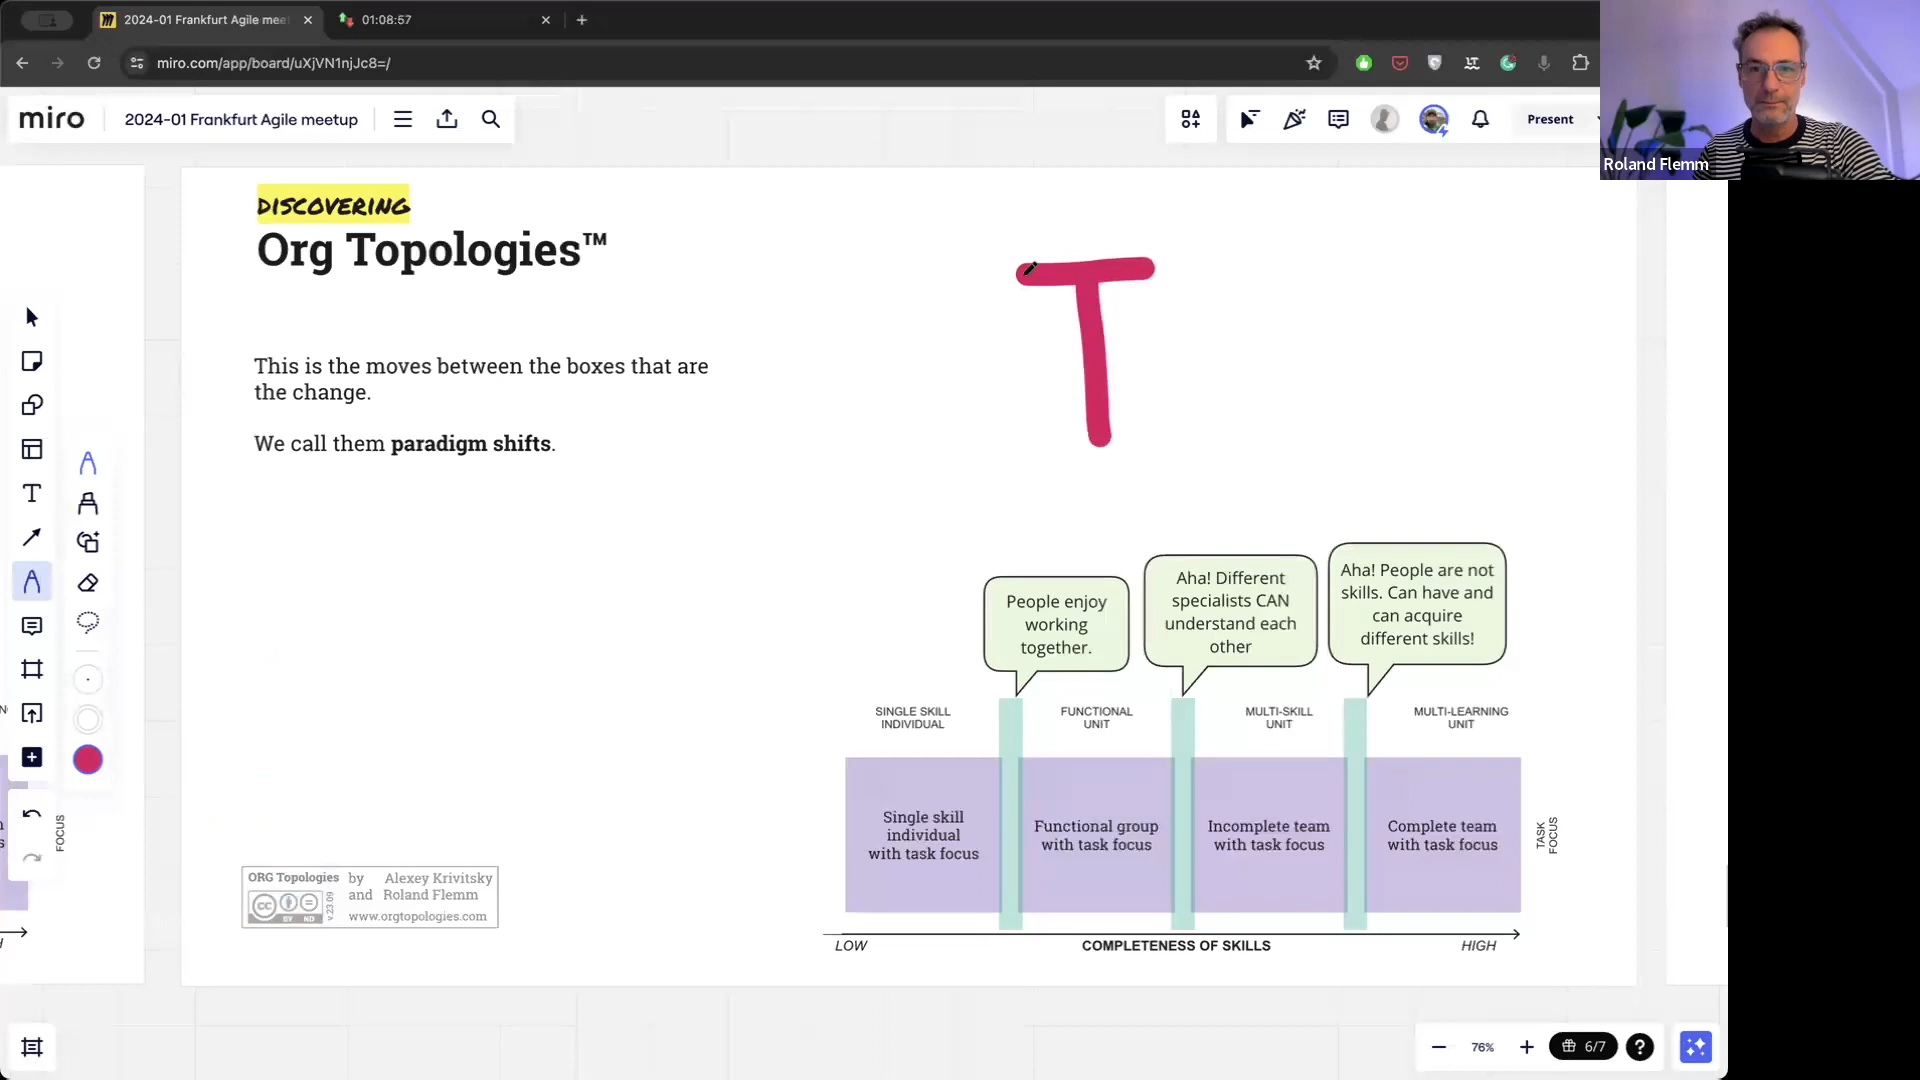 2024-01 Frankfurt Agile mee
01:08:57
miro.com/app/board/uXjVN1njJc8=/
miro
2024-01 Frankfurt Agile meetup
Present
Roland Flemm
DISCOVERING
Org Topologies™
T
This is the moves between the boxes that are
the change.
We call them paradigm shifts.
People enjoy
working
together.
Aha! Different
specialists CAN
understand each
other
Aha! People are not
skills. Can have and
can acquire
different skills!
SINGLE SKILL
INDIVIDUAL
FUNCTIONAL
UNIT
MULTI-SKILL
UNIT
MULTI-LEARNING
UNIT
Single skill
individual
with task focus
Functional group
with task focus
Incomplete team
with task focus
Complete team
with task focus
TASK
FOCUS
FOCUS
LOW
COMPLETENESS OF SKILLS
HIGH
ORG Topologies by Alexey Krivitsky
and Roland Flemm
www.orgtopologies.com
CC BY ND
v.23.09
76%
6/7